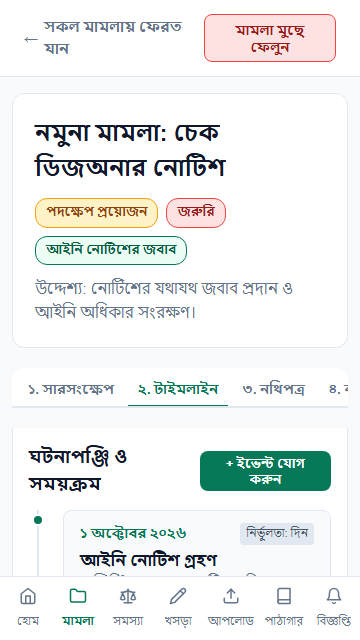 ← সকল মামলায় ফেরত
যান
মামলা মুছে
ফেলুন
নমুনা মামলা: চেক
ডিজঅনার নোটিশ
পদক্ষেপ প্রয়োজন
জরুরি
আইনি নোটিশের জবাব
উদ্দেশ্য: নোটিশের যথাযথ জবাব প্রদান ও
আইনি অধিকার সংরক্ষণ।
১. সারসংক্ষেপ ২. টাইমলাইন ৩. নথিপত্র ৪.
ঘটনাপঞ্জি ও
সময়ক্রম
+ ইভেন্ট যোগ
করুন
১ অক্টোবর ২০২৬
নির্ভুলতা: দিন
আইনি নোটিশ গ্রহণ
হোম মামলা সমস্যা খসড়া আপলোড পাঠাগার বিজ্ঞপ্তি